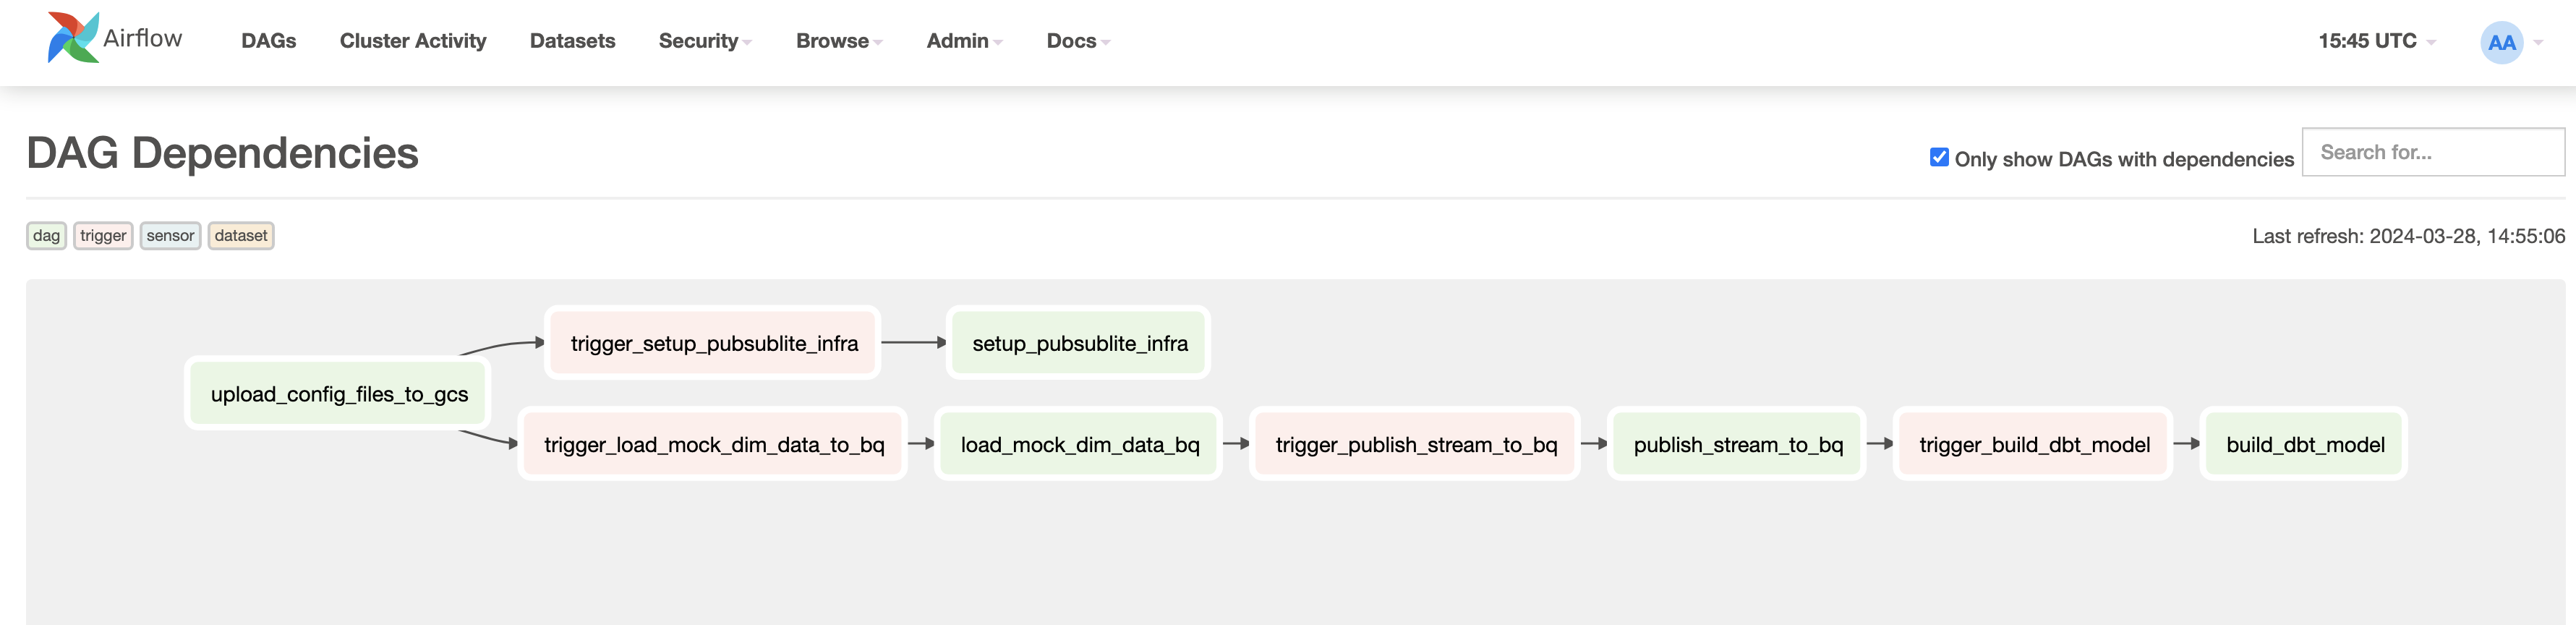 Airflow DAGs Cluster Activity Datasets Security Browse Admin Docs 15:45 UTC AA
DAG Dependencies
Only show DAGs with dependencies Search for...
dag trigger sensor dataset
Last refresh: 2024-03-28, 14:55:06
trigger_setup_pubsublite_infra setup_pubsublite_infra
upload_config_files_to_gcs
trigger_load_mock_dim_data_to_bq load_mock_dim_data_bq trigger_publish_stream_to_bq publish_stream_to_bq trigger_build_dbt_model build_dbt_model